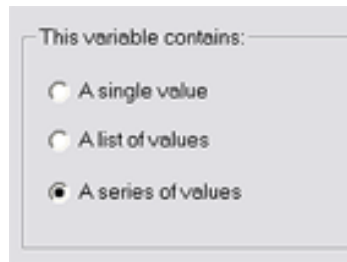 This variable contains:
A single value
A list of values
A series of values